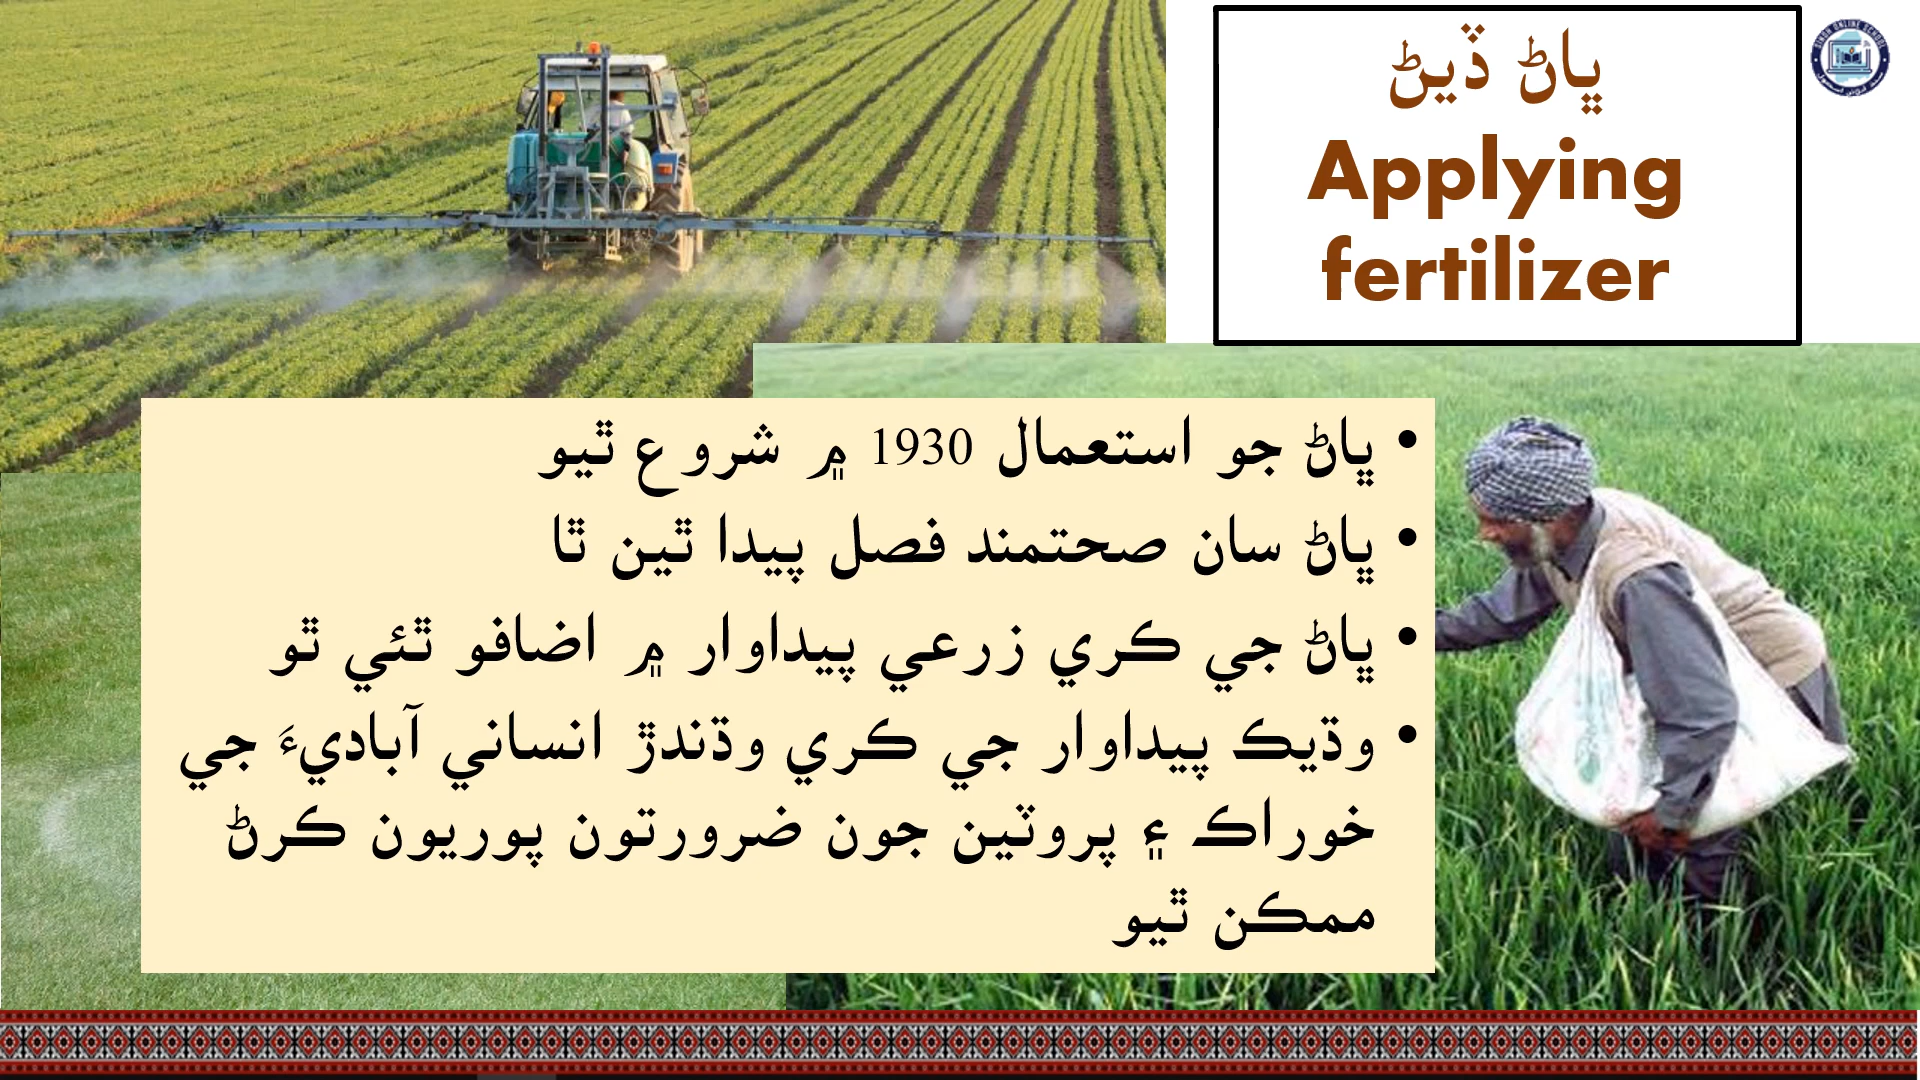 ڀاڻ ڏيڻ
Applying
fertilizer
• ڀاڻ جو استعمال 1930 ۾ شروع ٿيو
• ڀاڻ سان صحتمند فصل پيدا ٿين ٿا
• ڀاڻ جي ڪري زرعي پيداوار ۾ اضافو ٿئي ٿو
• وڌيڪ پيداوار جي ڪري وڌندڙ انساني آباديءَ جي
خوراڪ ۽ پروٽين جون ضرورتون پوريون ڪرڻ
ممڪن ٿيو